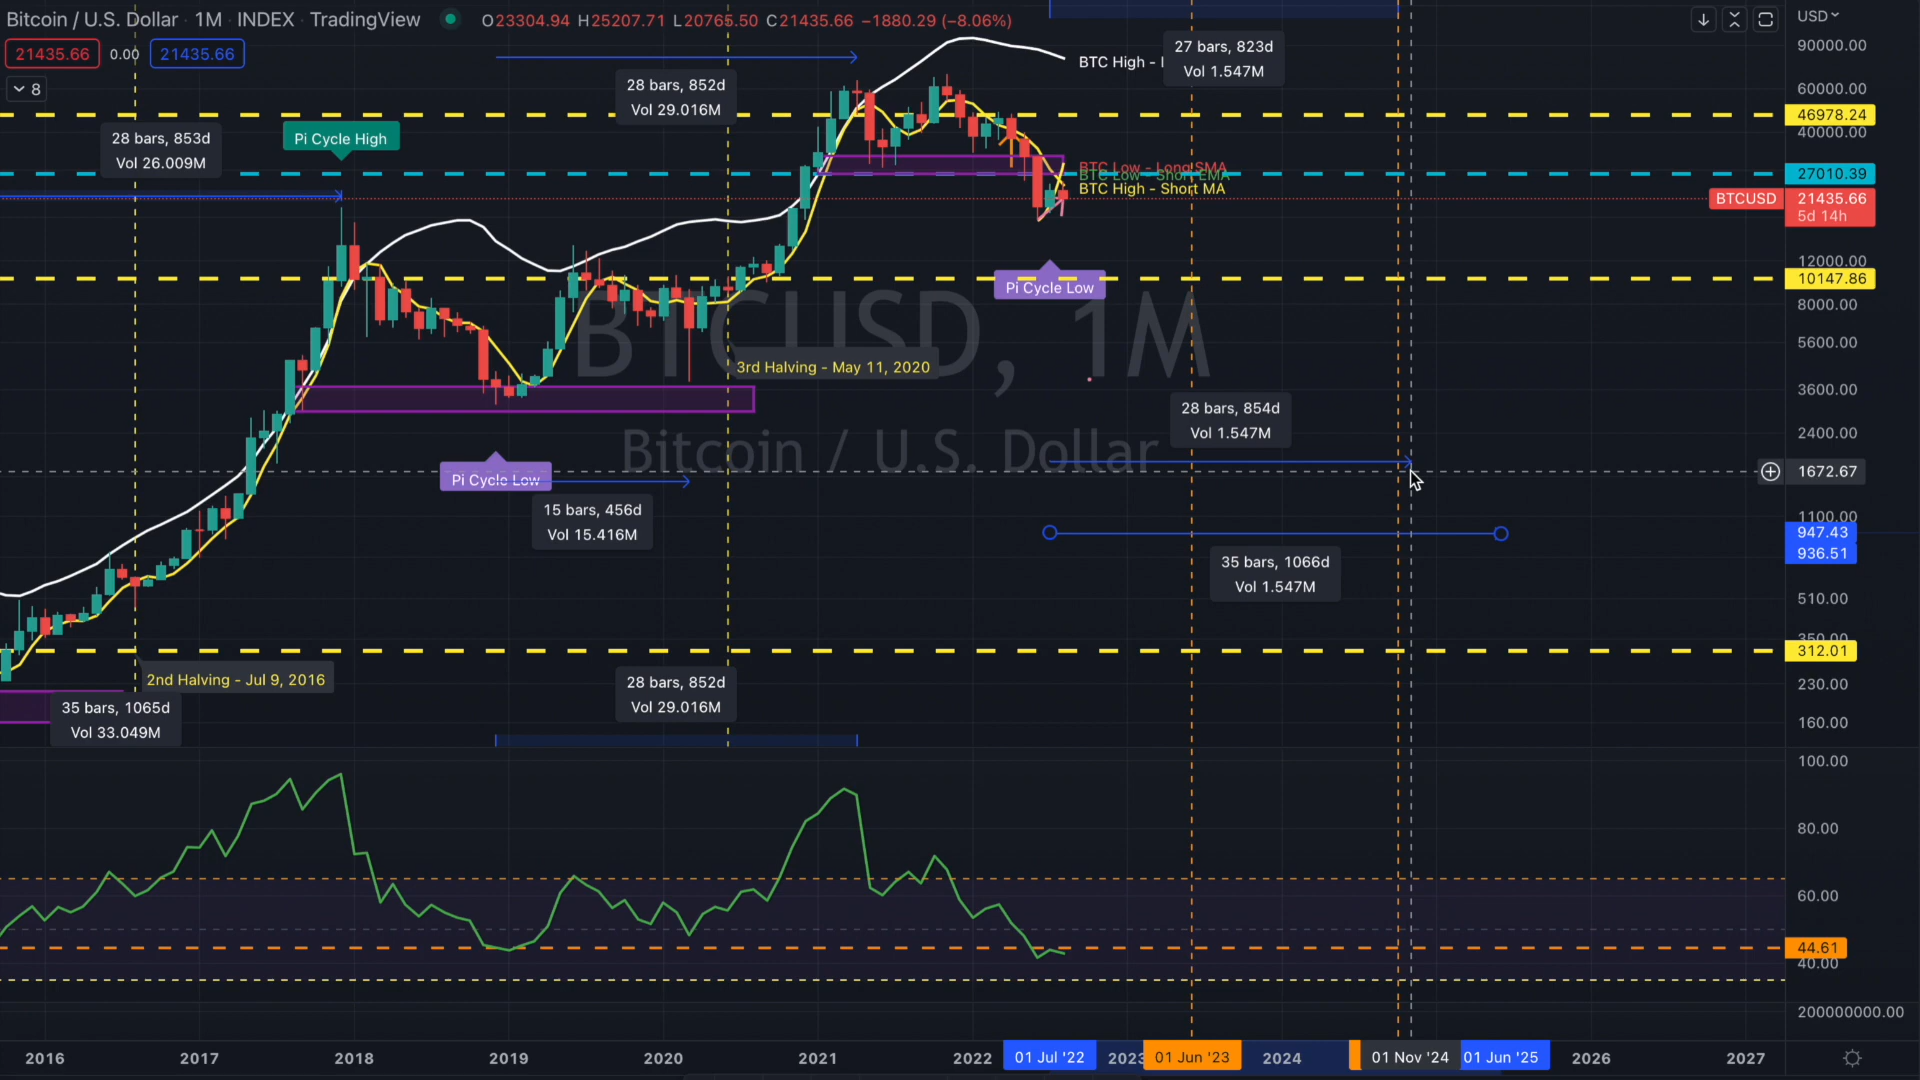 Bitcoin / U.S. Dollar · 1M · INDEX · TradingView
O23304.94 H25207.71 L20765.50 C21435.66 −1880.29 (−8.06%)
USD
21435.66 0.00 21435.66
8
90000.00
60000.00
46978.24
40000.00
27010.39
BTCUSD 21435.66
5d 14h
12000.00
10147.86
8000.00
5600.00
3600.00
2400.00
1672.67
1100.00
947.43
936.51
510.00
350.00
312.01
230.00
160.00
100.00
80.00
60.00
44.61
40.00
200000000.00
28 bars, 853d
Vol 26.009M
Pi Cycle High
28 bars, 852d
Vol 29.016M
27 bars, 823d
Vol 1.547M
BTC High -
BTC Low - Long SMA
BTC Low - Short EMA
BTC High - Short MA
Pi Cycle Low
BTCUSD, 1M
Bitcoin / U.S. Dollar
3rd Halving - May 11, 2020
28 bars, 854d
Vol 1.547M
Pi Cycle Low
15 bars, 456d
Vol 15.416M
35 bars, 1066d
Vol 1.547M
2nd Halving - Jul 9, 2016
35 bars, 1065d
Vol 33.049M
28 bars, 852d
Vol 29.016M
2016 2017 2018 2019 2020 2021 2022 01 Jul '22 2023 01 Jun '23 2024 01 Nov '24 01 Jun '25 2026 2027